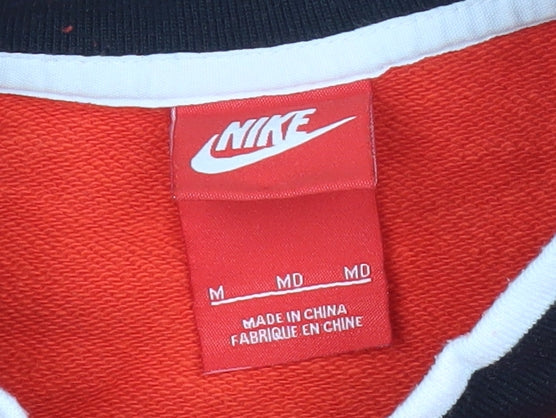 NIKE
M MD MD
MADE IN CHINA
FABRIQUE EN CHINE